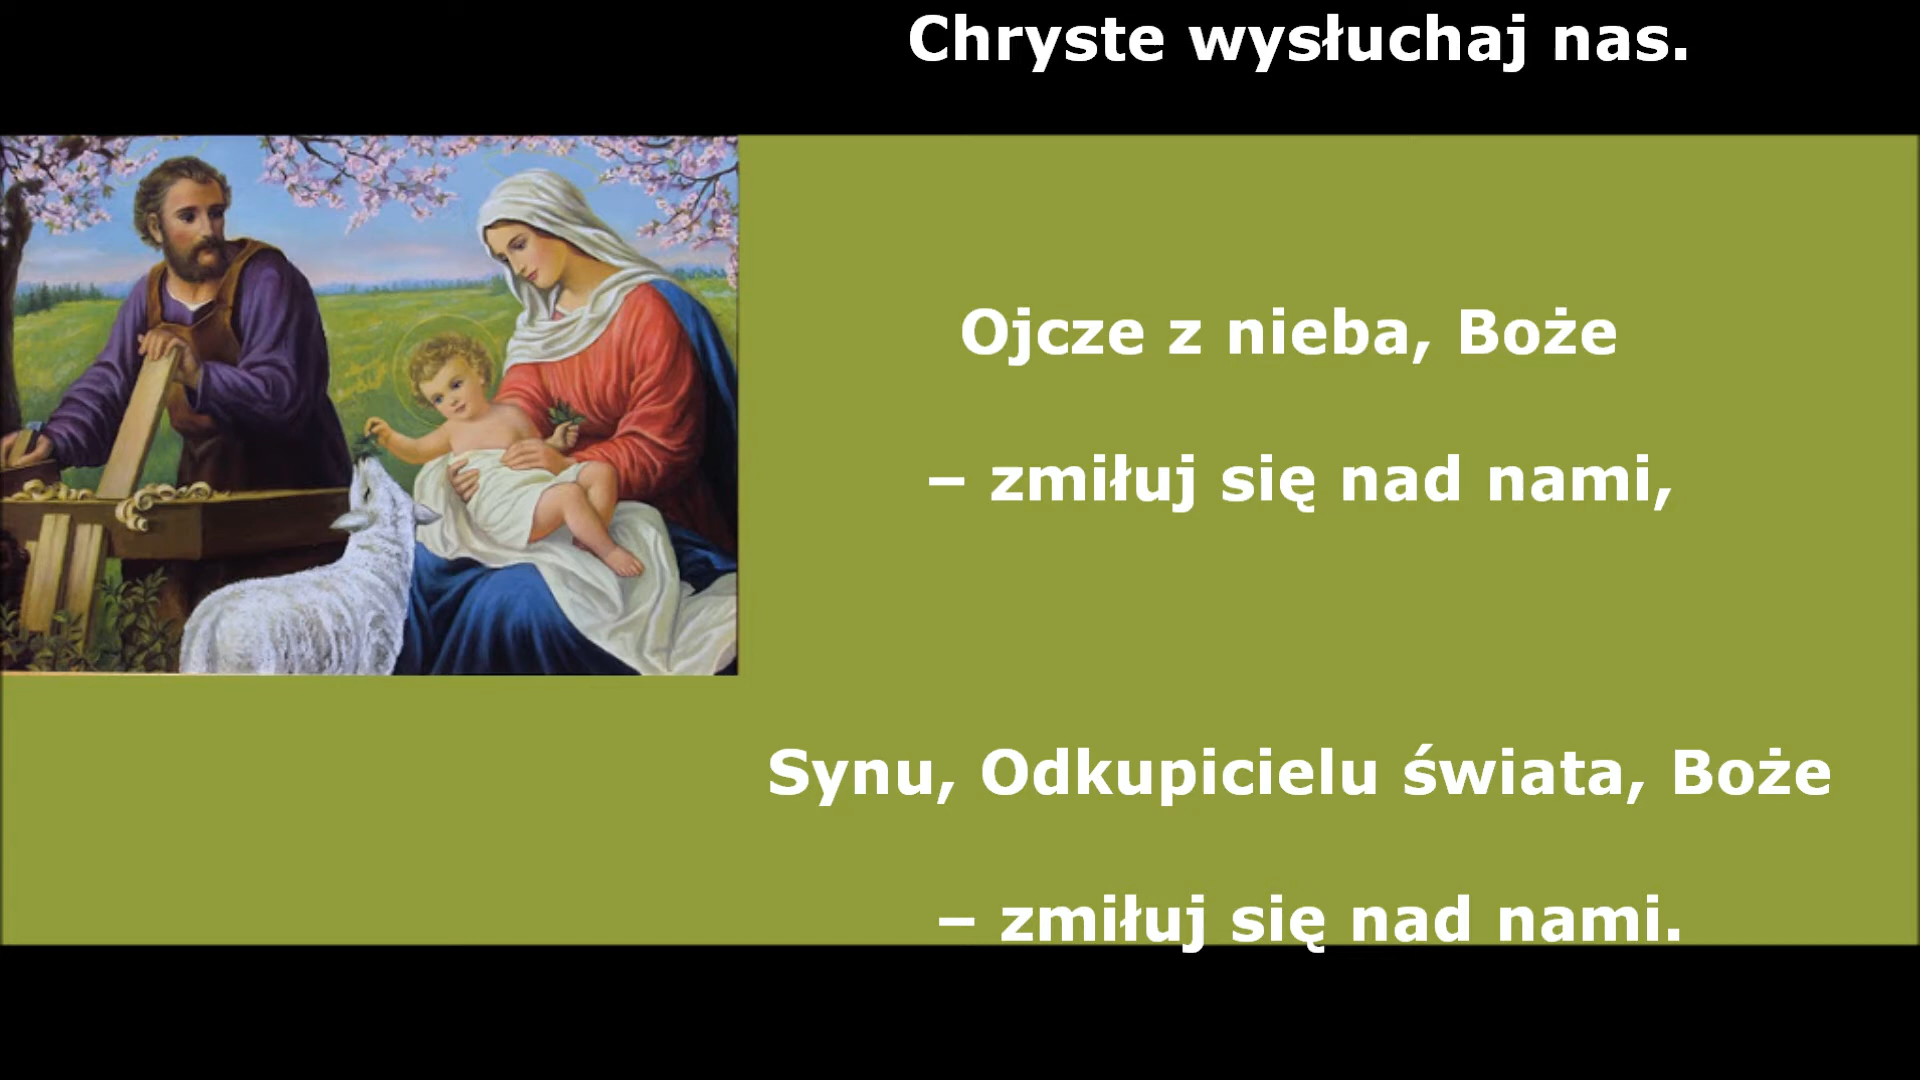 Chryste wysłuchaj nas.
Ojcze z nieba, Boże
– zmiłuj się nad nami,
Synu, Odkupicielu świata, Boże
– zmiłuj się nad nami.